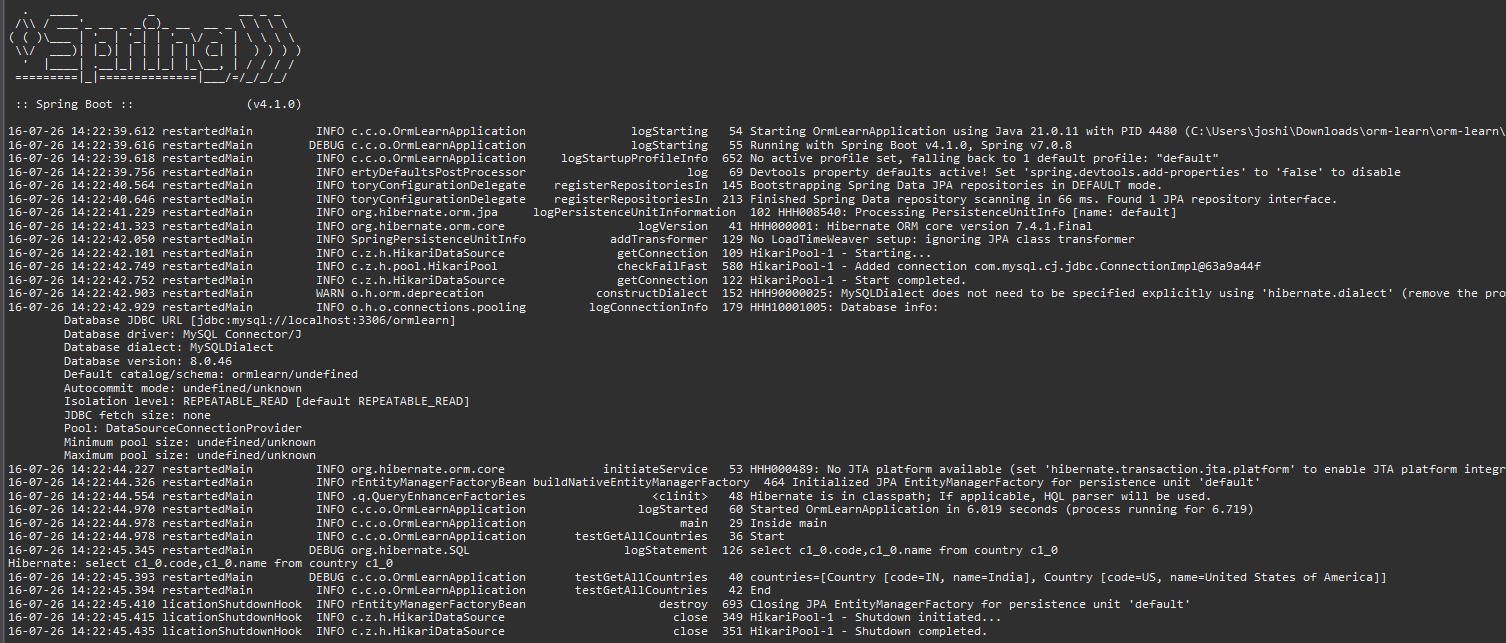 .   ____          _            __ _ _
 /\\ / ___'_ __ _ _(_)_ __  __ _ \ \ \ \
( ( )\___ | '_ | '_| | '_ \/ _` | \ \ \ \
 \\/  ___)| |_)| | | | | || (_| |  ) ) ) )
  '  |____| .__|_| |_|_| |_\__, | / / / /
 =========|_|==============|___/=/_/_/_/
 :: Spring Boot ::                (v4.1.0)
16-07-26 14:22:39.612 restartedMain         INFO c.c.o.OrmLearnApplication               logStarting   54 Starting OrmLearnApplication using Java 21.0.11 with PID 4480 (C:\Users\joshi\Downloads\orm-learn\orm-learn\
16-07-26 14:22:39.616 restartedMain        DEBUG c.c.o.OrmLearnApplication               logStarting   55 Running with Spring Boot v4.1.0, Spring v7.0.8
16-07-26 14:22:39.618 restartedMain         INFO c.c.o.OrmLearnApplication     logStartupProfileInfo  652 No active profile set, falling back to 1 default profile: "default"
16-07-26 14:22:39.756 restartedMain         INFO ertyDefaultsPostProcessor                       log   69 Devtools property defaults active! Set 'spring.devtools.add-properties' to 'false' to disable
16-07-26 14:22:40.564 restartedMain         INFO toryConfigurationDelegate    registerRepositoriesIn  145 Bootstrapping Spring Data JPA repositories in DEFAULT mode.
16-07-26 14:22:40.646 restartedMain         INFO toryConfigurationDelegate    registerRepositoriesIn  213 Finished Spring Data repository scanning in 66 ms. Found 1 JPA repository interface.
16-07-26 14:22:41.229 restartedMain         INFO org.hibernate.orm.jpa     logPersistenceUnitInformation  102 HHH008540: Processing PersistenceUnitInfo [name: default]
16-07-26 14:22:41.323 restartedMain         INFO org.hibernate.orm.core                   logVersion   41 HHH000001: Hibernate ORM core version 7.4.1.Final
16-07-26 14:22:42.050 restartedMain         INFO SpringPersistenceUnitInfo            addTransformer  129 No LoadTimeWeaver setup: ignoring JPA class transformer
16-07-26 14:22:42.101 restartedMain         INFO c.z.h.HikariDataSource                getConnection  109 HikariPool-1 - Starting...
16-07-26 14:22:42.749 restartedMain         INFO c.z.h.pool.HikariPool                 checkFailFast  580 HikariPool-1 - Added connection com.mysql.cj.jdbc.ConnectionImpl@63a9a44f
16-07-26 14:22:42.752 restartedMain         INFO c.z.h.HikariDataSource                getConnection  122 HikariPool-1 - Start completed.
16-07-26 14:22:42.903 restartedMain         WARN o.h.orm.deprecation                constructDialect  152 HHH90000025: MySQLDialect does not need to be specified explicitly using 'hibernate.dialect' (remove the pro
16-07-26 14:22:42.929 restartedMain         INFO o.h.o.connections.pooling         logConnectionInfo  179 HHH10001005: Database info:
        Database JDBC URL [jdbc:mysql://localhost:3306/ormlearn]
        Database driver: MySQL Connector/J
        Database dialect: MySQLDialect
        Database version: 8.0.46
        Default catalog/schema: ormlearn/undefined
        Autocommit mode: undefined/unknown
        Isolation level: REPEATABLE_READ [default REPEATABLE_READ]
        JDBC fetch size: none
        Pool: DataSourceConnectionProvider
        Minimum pool size: undefined/unknown
        Maximum pool size: undefined/unknown
16-07-26 14:22:44.227 restartedMain         INFO org.hibernate.orm.core              initiateService   53 HHH000489: No JTA platform available (set 'hibernate.transaction.jta.platform' to enable JTA platform integr
16-07-26 14:22:44.326 restartedMain         INFO rEntityManagerFactoryBean buildNativeEntityManagerFactory  464 Initialized JPA EntityManagerFactory for persistence unit 'default'
16-07-26 14:22:44.554 restartedMain         INFO .q.QueryEnhancerFactories                  <clinit>   48 Hibernate is in classpath; If applicable, HQL parser will be used.
16-07-26 14:22:44.970 restartedMain         INFO c.c.o.OrmLearnApplication                logStarted   60 Started OrmLearnApplication in 6.019 seconds (process running for 6.719)
16-07-26 14:22:44.978 restartedMain         INFO c.c.o.OrmLearnApplication                      main   29 Inside main
16-07-26 14:22:44.978 restartedMain         INFO c.c.o.OrmLearnApplication       testGetAllCountries   36 Start
16-07-26 14:22:45.345 restartedMain        DEBUG org.hibernate.SQL                      logStatement  126 select c1_0.code,c1_0.name from country c1_0
Hibernate: select c1_0.code,c1_0.name from country c1_0
16-07-26 14:22:45.393 restartedMain        DEBUG c.c.o.OrmLearnApplication       testGetAllCountries   40 countries=[Country [code=IN, name=India], Country [code=US, name=United States of America]]
16-07-26 14:22:45.394 restartedMain         INFO c.c.o.OrmLearnApplication       testGetAllCountries   42 End
16-07-26 14:22:45.410 licationShutdownHook  INFO rEntityManagerFactoryBean                   destroy  693 Closing JPA EntityManagerFactory for persistence unit 'default'
16-07-26 14:22:45.415 licationShutdownHook  INFO c.z.h.HikariDataSource                        close  349 HikariPool-1 - Shutdown initiated...
16-07-26 14:22:45.435 licationShutdownHook  INFO c.z.h.HikariDataSource                        close  351 HikariPool-1 - Shutdown completed.